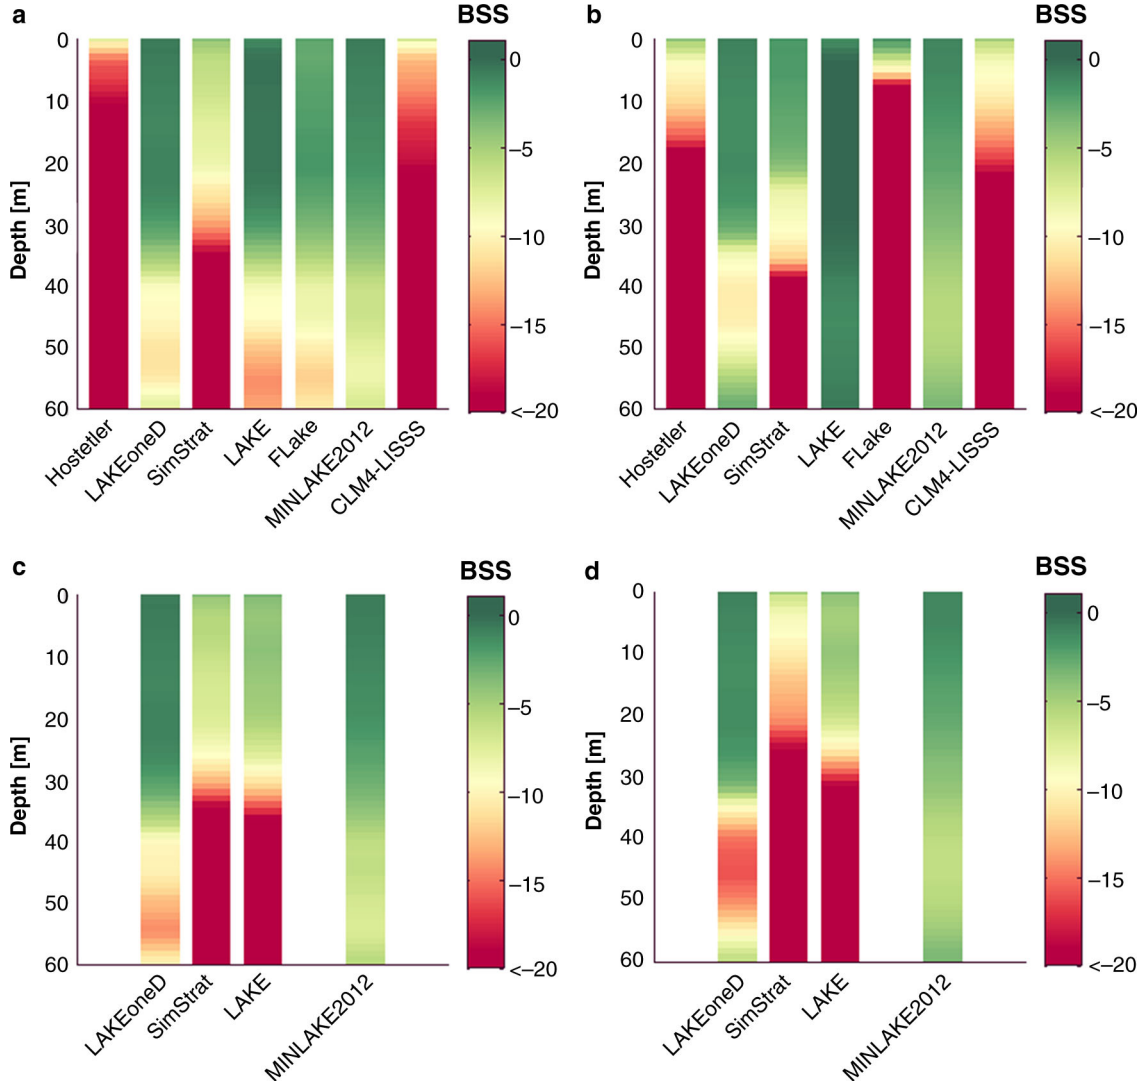 a
BSS
0
10
20
30
40
50
60
Depth [m]
0
−5
−10
−15
<−20
Hostetler
LAKEoneD
SimStrat
LAKE
FLake
MINLAKE2012
CLM4-LISSS
b
BSS
0
10
20
30
40
50
60
Depth [m]
0
−5
−10
−15
<−20
Hostetler
LAKEoneD
SimStrat
LAKE
FLake
MINLAKE2012
CLM4-LISSS
c
BSS
0
10
20
30
40
50
60
Depth [m]
0
−5
−10
−15
<−20
LAKEoneD
SimStrat
LAKE
MINLAKE2012
d
BSS
0
10
20
30
40
50
60
Depth [m]
0
−5
−10
−15
<−20
LAKEoneD
SimStrat
LAKE
MINLAKE2012